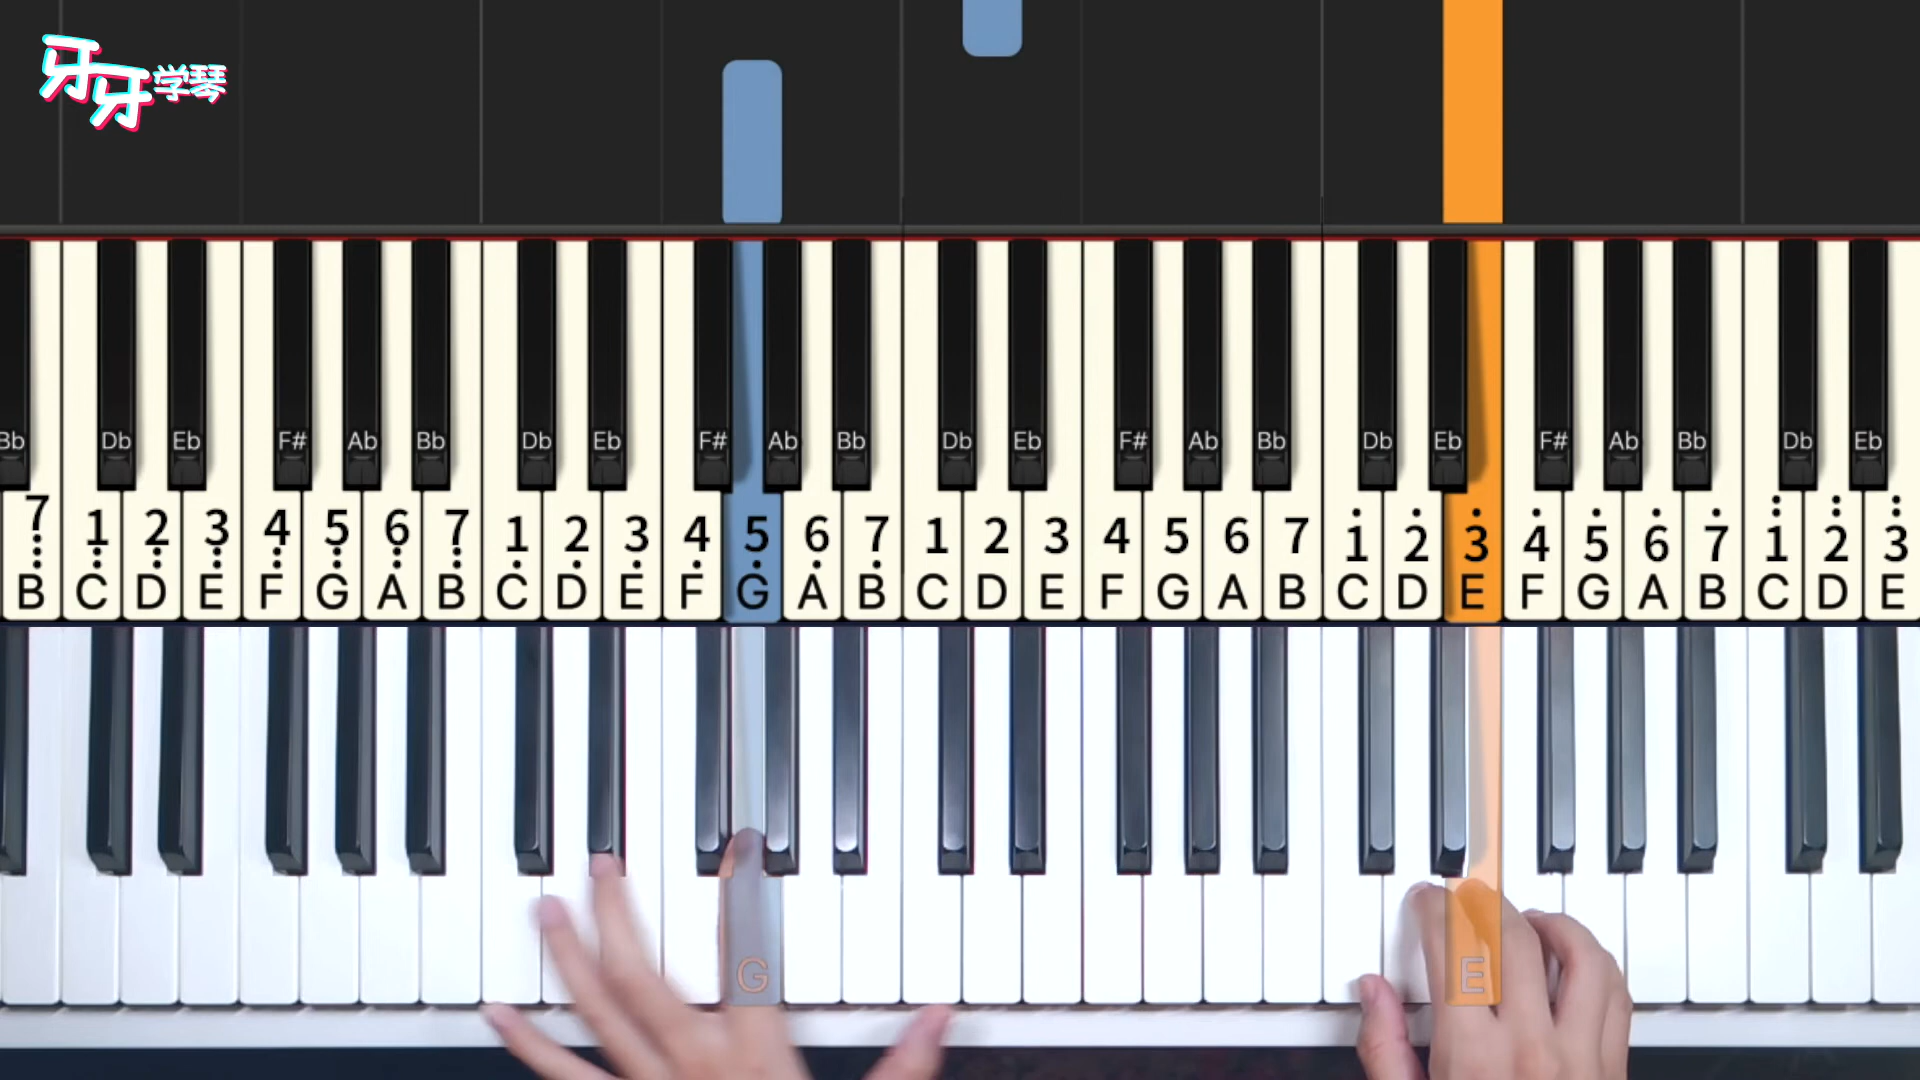 牙牙学琴
Bb Db Eb F# Ab Bb Db Eb F# Ab Bb Db Eb F# Ab Bb Db Eb F# Ab Bb Db Eb
7 1 2 3 4 5 6 7 1 2 3 4 5 6 7 1 2 3 4 5 6 7 1 2 3 4 5 6 7 1 2 3
B C D E F G A B C D E F G A B C D E F G A B C D E F G A B C D E
G E